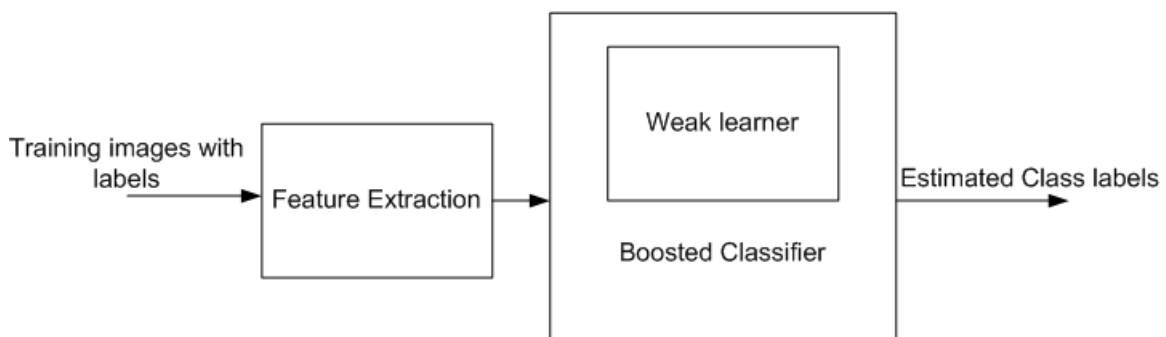 Training images with
labels
Feature Extraction
Weak learner
Boosted Classifier
Estimated Class labels